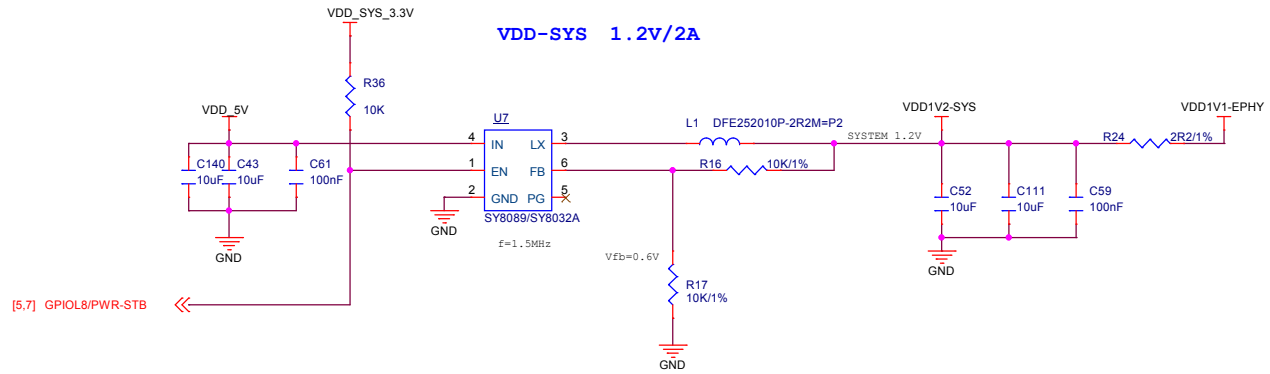 VDD_SYS_3.3V
VDD-SYS 1.2V/2A
R36
10K
VDD_5V
U7
L1 DFE252010P-2R2M=P2
VDD1V2-SYS
VDD1V1-EPHY
SYSTEM 1.2V
R24 2R2/1%
4 IN LX 3
1 EN FB 6
2 GND PG 5
SY8089/SY8032A
f=1.5MHz
C140
10uF
C43
10uF
C61
100nF
R16 10K/1%
C52
10uF
C111
10uF
C59
100nF
GND
GND
GND
Vfb=0.6V
R17
10K/1%
[5,7] GPIOL8/PWR-STB
GND